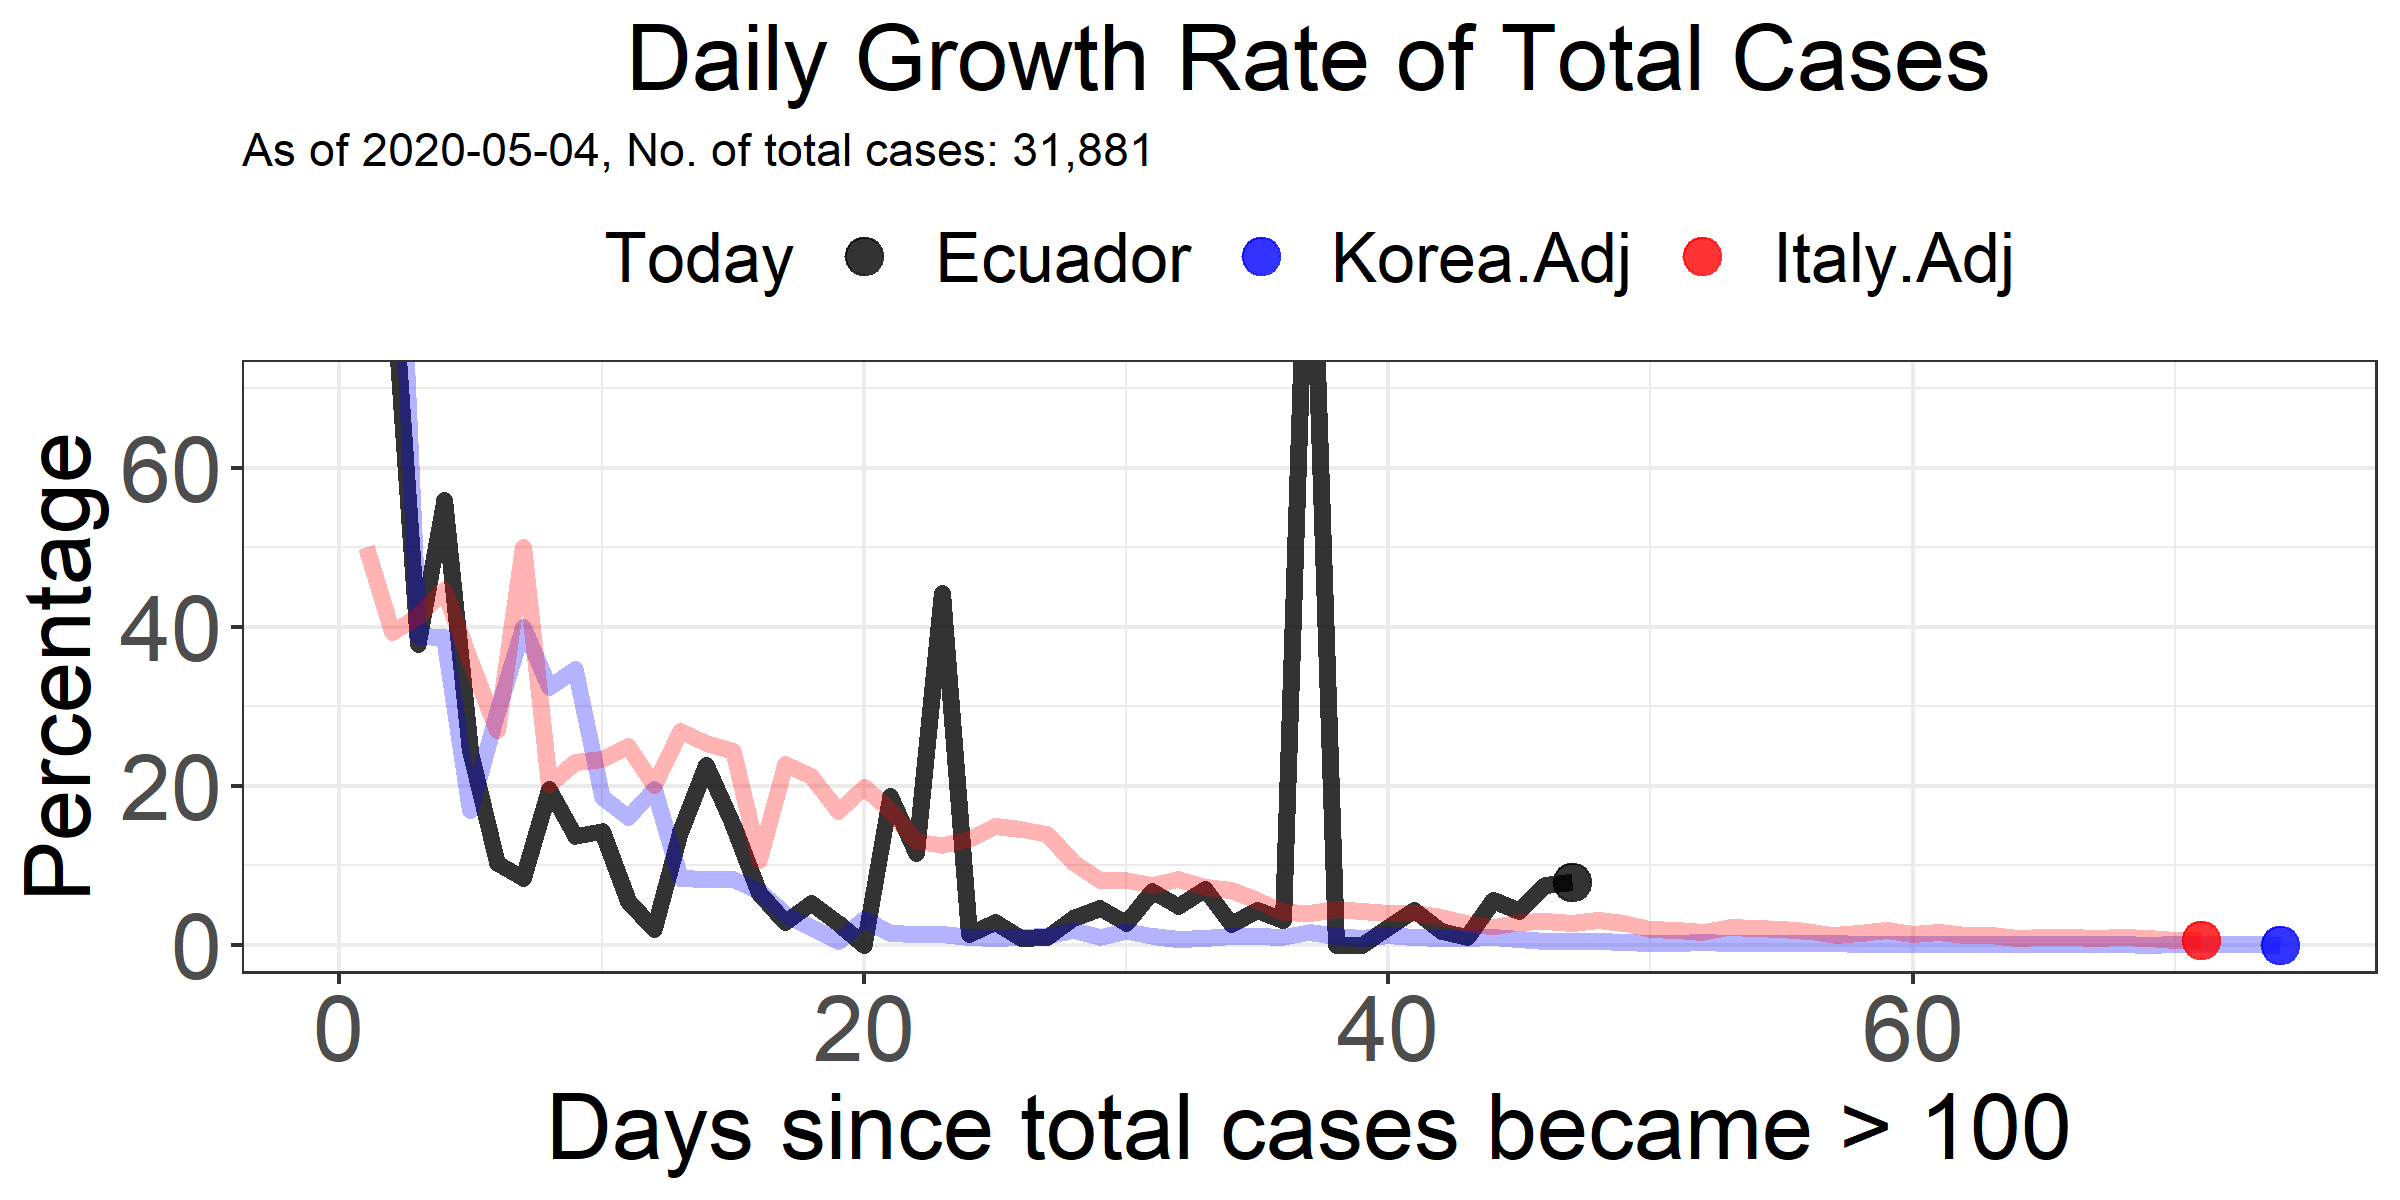 Daily Growth Rate of Total Cases
As of 2020-05-04, No. of total cases: 31,881
Today Ecuador Korea.Adj Italy.Adj
Percentage
60
40
20
0
0 20 40 60
Days since total cases became > 100